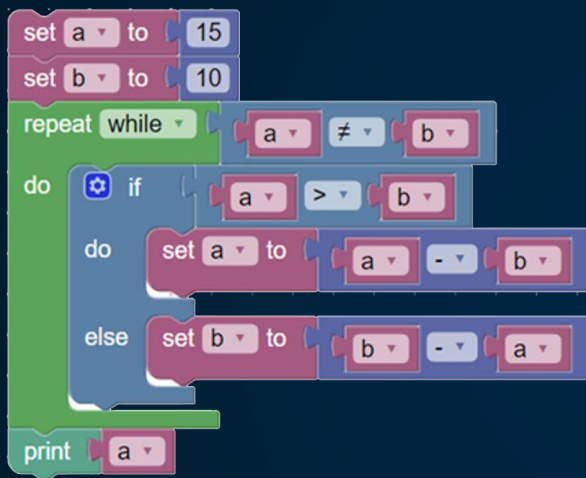 set a to 15
set b to 10
repeat while a ≠ b
do if a > b
do set a to a - b
else set b to b - a
print a